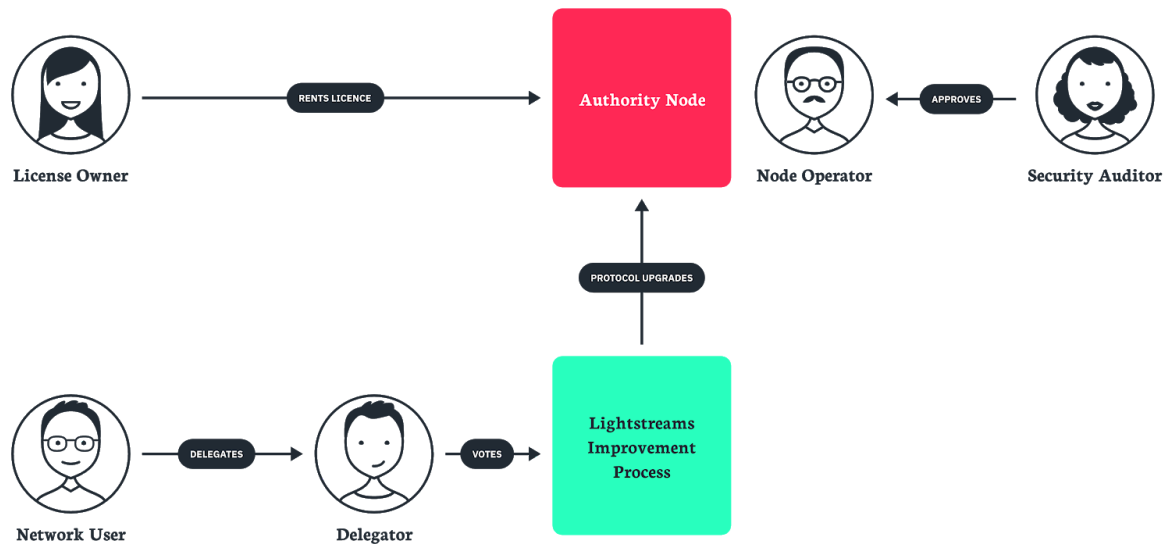 RENTS LICENCE
Authority Node
APPROVES
License Owner
Node Operator
Security Auditor
PROTOCOL UPGRADES
Lightstreams
Improvement
Process
DELEGATES
VOTES
Network User
Delegator